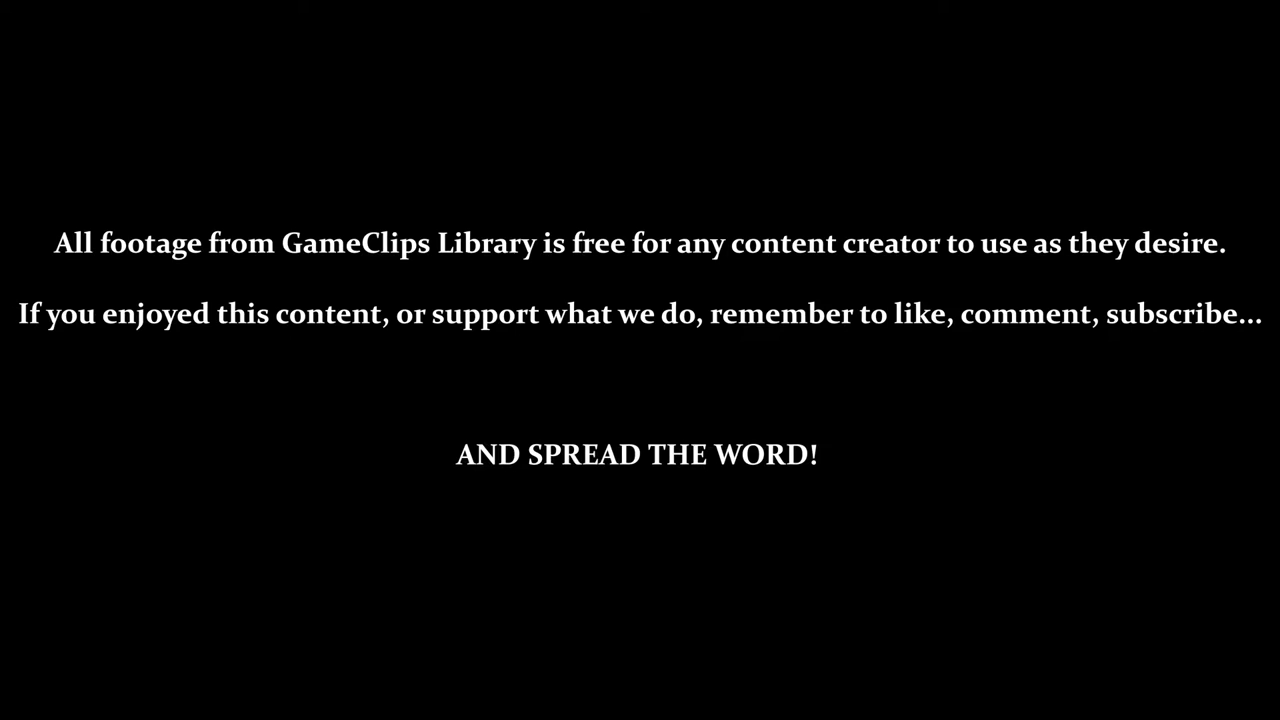 All footage from GameClips Library is free for any content creator to use as they desire.
If you enjoyed this content, or support what we do, remember to like, comment, subscribe...
AND SPREAD THE WORD!